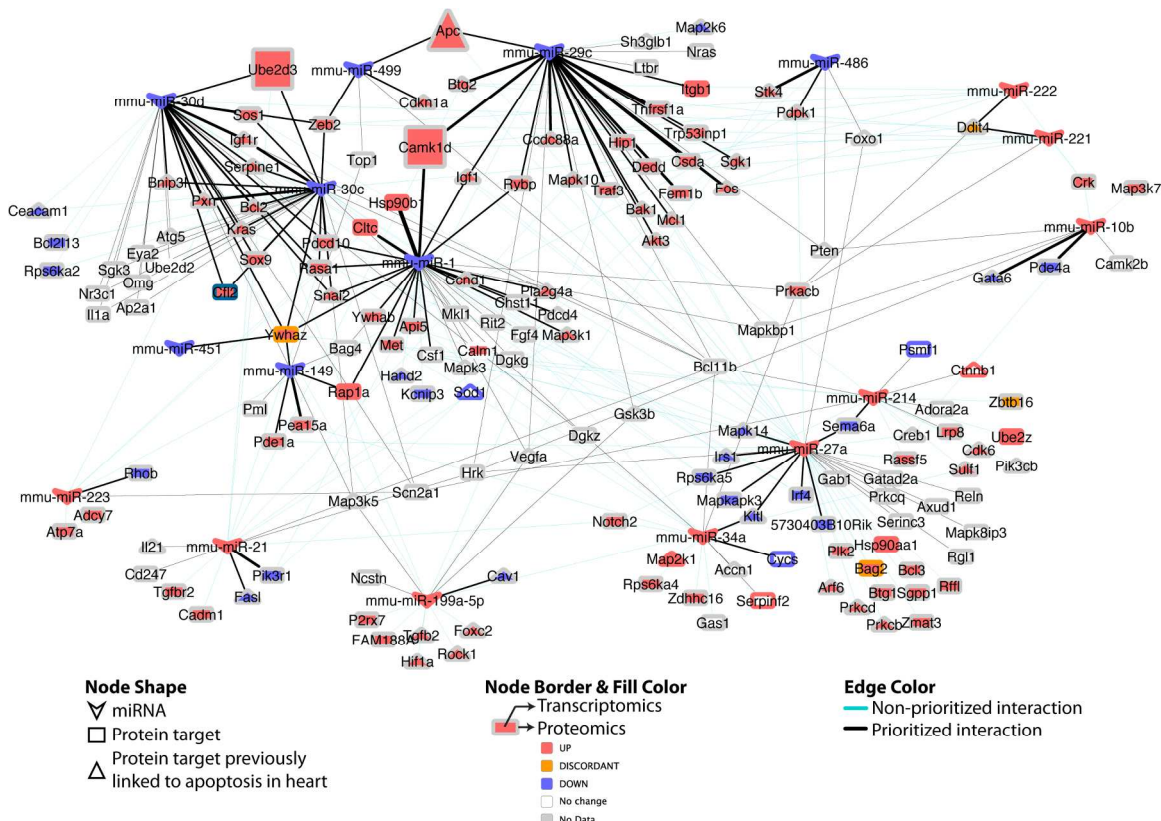 Apc
Map2k6
Sh3glb1
mmu-miR-29c
Nras
Ube2d3
mmu-miR-499
Ltbr
mmu-miR-486
Btg2
Itgb1
Stk4
mmu-miR-222
mmu-miR-30d
Cdkn1a
Tnfrsf1a
Pdpk1
Sos1
Zeb2
Trp53inp1
Ddit4
mmu-miR-221
Igf1r
Camk1d
Ccdc88a
Hip1
Foxo1
Serpine1
Top1
Dedd
Csda
Sgk1
Bnip3l
Igf1
Rybp
Mapk10
Traf3
Fem1b
Fos
Crk
Map3k7
mmu-miR-30c
Pxn
Bcl2
Hsp90b1
Bak1
Mcl1
Ceacam1
Kras
Cltc
mmu-miR-10b
Atg5
Pdcd10
Akt3
Bcl2l13
Eya2
Sox9
Pten
Rps6ka2
Sgk3
Ube2d2
Rasa1
mmu-miR-1
Camk2b
Omg
Ccnd1
Gata6
Pde4a
Nr3c1
Cfl2
Snai2
Pla2g4a
Prkacb
Il1a
Ap2a1
Chst11
Ywhab
Mkl1
Rit2
Pdcd4
Ywhaz
Api5
Fgf4
Map3k1
Mapkbp1
mmu-miR-451
Bag4
Met
Csf1
Calm1
Dgkg
Psmf1
mmu-miR-149
Mapk3
Bcl11b
Ctnnb1
Hand2
Rap1a
Kcnip3
Sod1
mmu-miR-214
Zbtb16
Pml
Gsk3b
Adora2a
Pea15a
Dgkz
Mapk14
Sema6a
Creb1
Lrp8
Ube2z
Pde1a
mmu-miR-27a
Cdk6
Vegfa
Irs1
Rassf5
Rhob
Hrk
Rps6ka5
Gab1
Gatad2a
Sulf1
Pik3cb
mmu-miR-223
Scn2a1
Map3k5
Mapkapk3
Irf4
Prkcq
Reln
Adcy7
Kitl
Axud1
Atp7a
Notch2
5730403B10Rik
Serinc3
Mapk8ip3
Il21
mmu-miR-21
mmu-miR-34a
Plk2
Hsp90aa1
Rgl1
Cd247
Pik3r1
Ncstn
Cav1
Map2k1
Cycs
Accn1
Bag2
Bcl3
Tgfbr2
Fasl
mmu-miR-199a-5p
Rps6ka4
Zdhhc16
Serpinf2
Arf6
Btg1
Sgpp1
Rffl
Cadm1
P2rx7
Gas1
Prkcd
FAM188A
Tgfb2
Foxc2
Prkcb
Zmat3
Hif1a
Rock1
Node Shape
miRNA
Protein target
Protein target previously
linked to apoptosis in heart
Node Border & Fill Color
Transcriptomics
Proteomics
UP
DISCORDANT
DOWN
No change
No Data
Edge Color
Non-prioritized interaction
Prioritized interaction